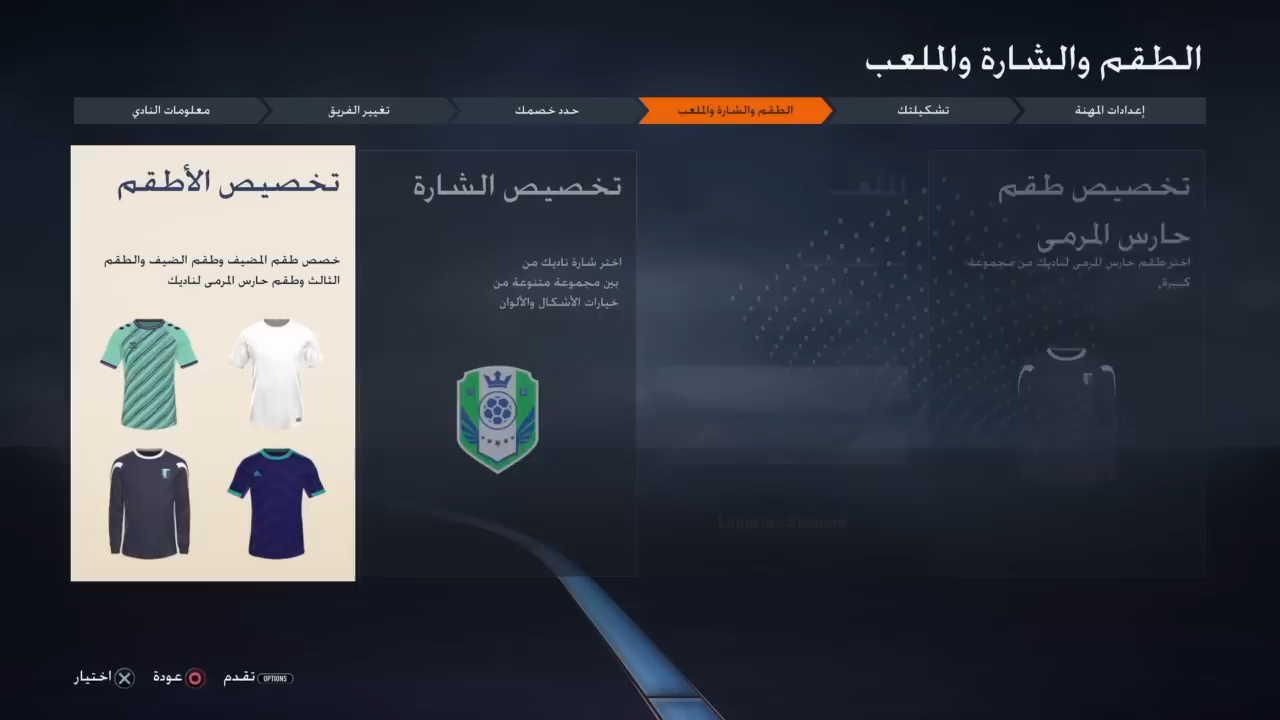 الطقم والشارة والملعب
معلومات النادي
تغيير الفريق
حدد خصمك
الطقم والشارة والملعب
تشكيلتك
إعدادات المهنة
تخصيص الأطقم
خصص طقم المضيف وطقم الضيف والطقم
الثالث وطقم حارس المرمى لناديك
تخصيص الشارة
اختر شارة ناديك من
بين مجموعة متنوعة من
خيارات الأشكال والألوان
الملعب
تخصيص طقم
حارس المرمى
اختر طقم حارس المرمى لناديك من مجموعة
كبيرة.
اختيار
عودة
تقدم
OPTIONS